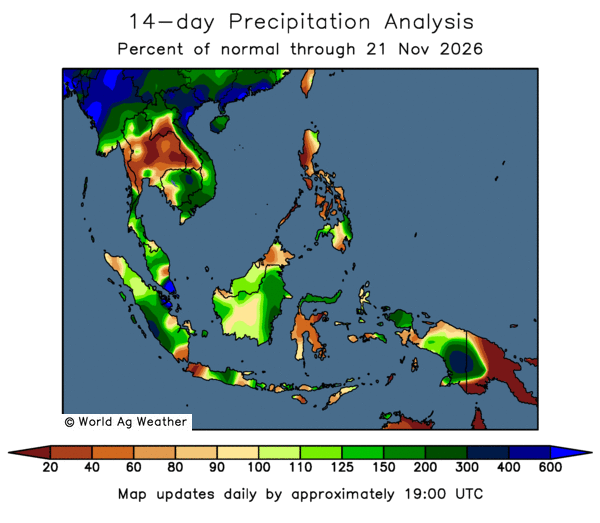 14-day Precipitation Analysis
Percent of normal through 21 Nov 2026
© World Ag Weather
20 40 60 80 90 100 110 125 150 200 300 400 600
Map updates daily by approximately 19:00 UTC